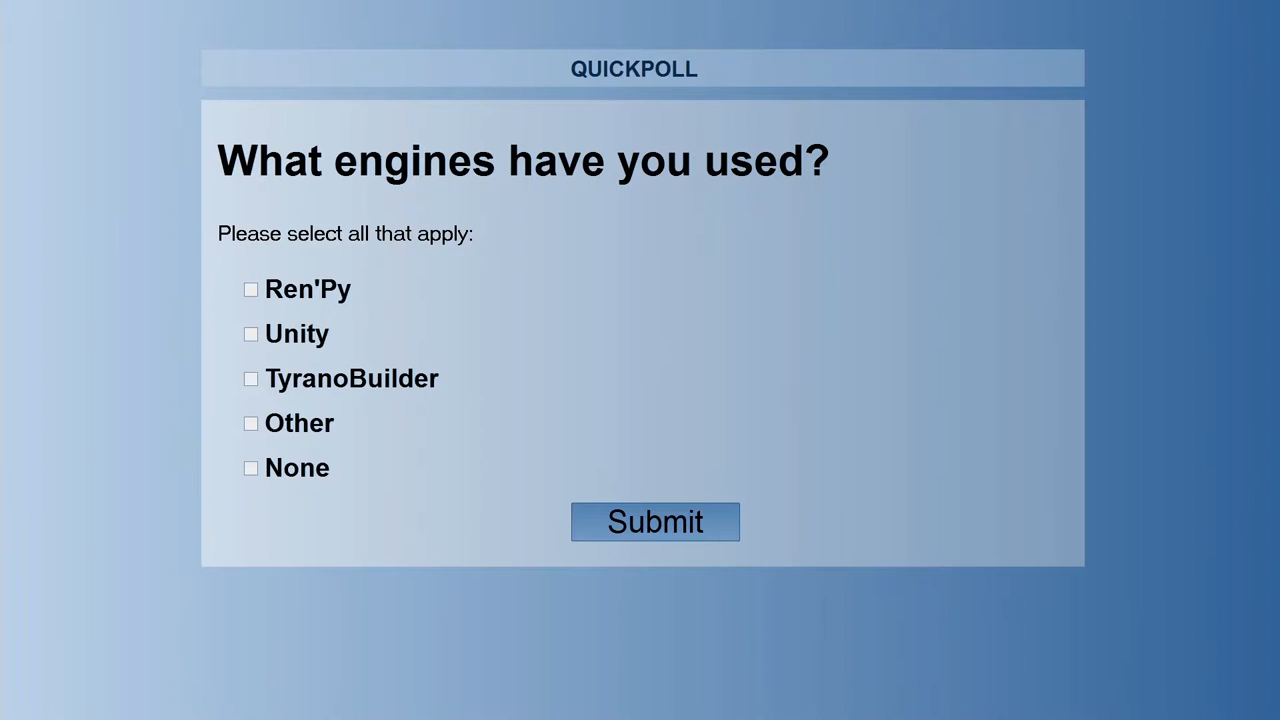 QUICKPOLL
What engines have you used?
Please select all that apply:
Ren'Py
Unity
TyranoBuilder
Other
None
Submit